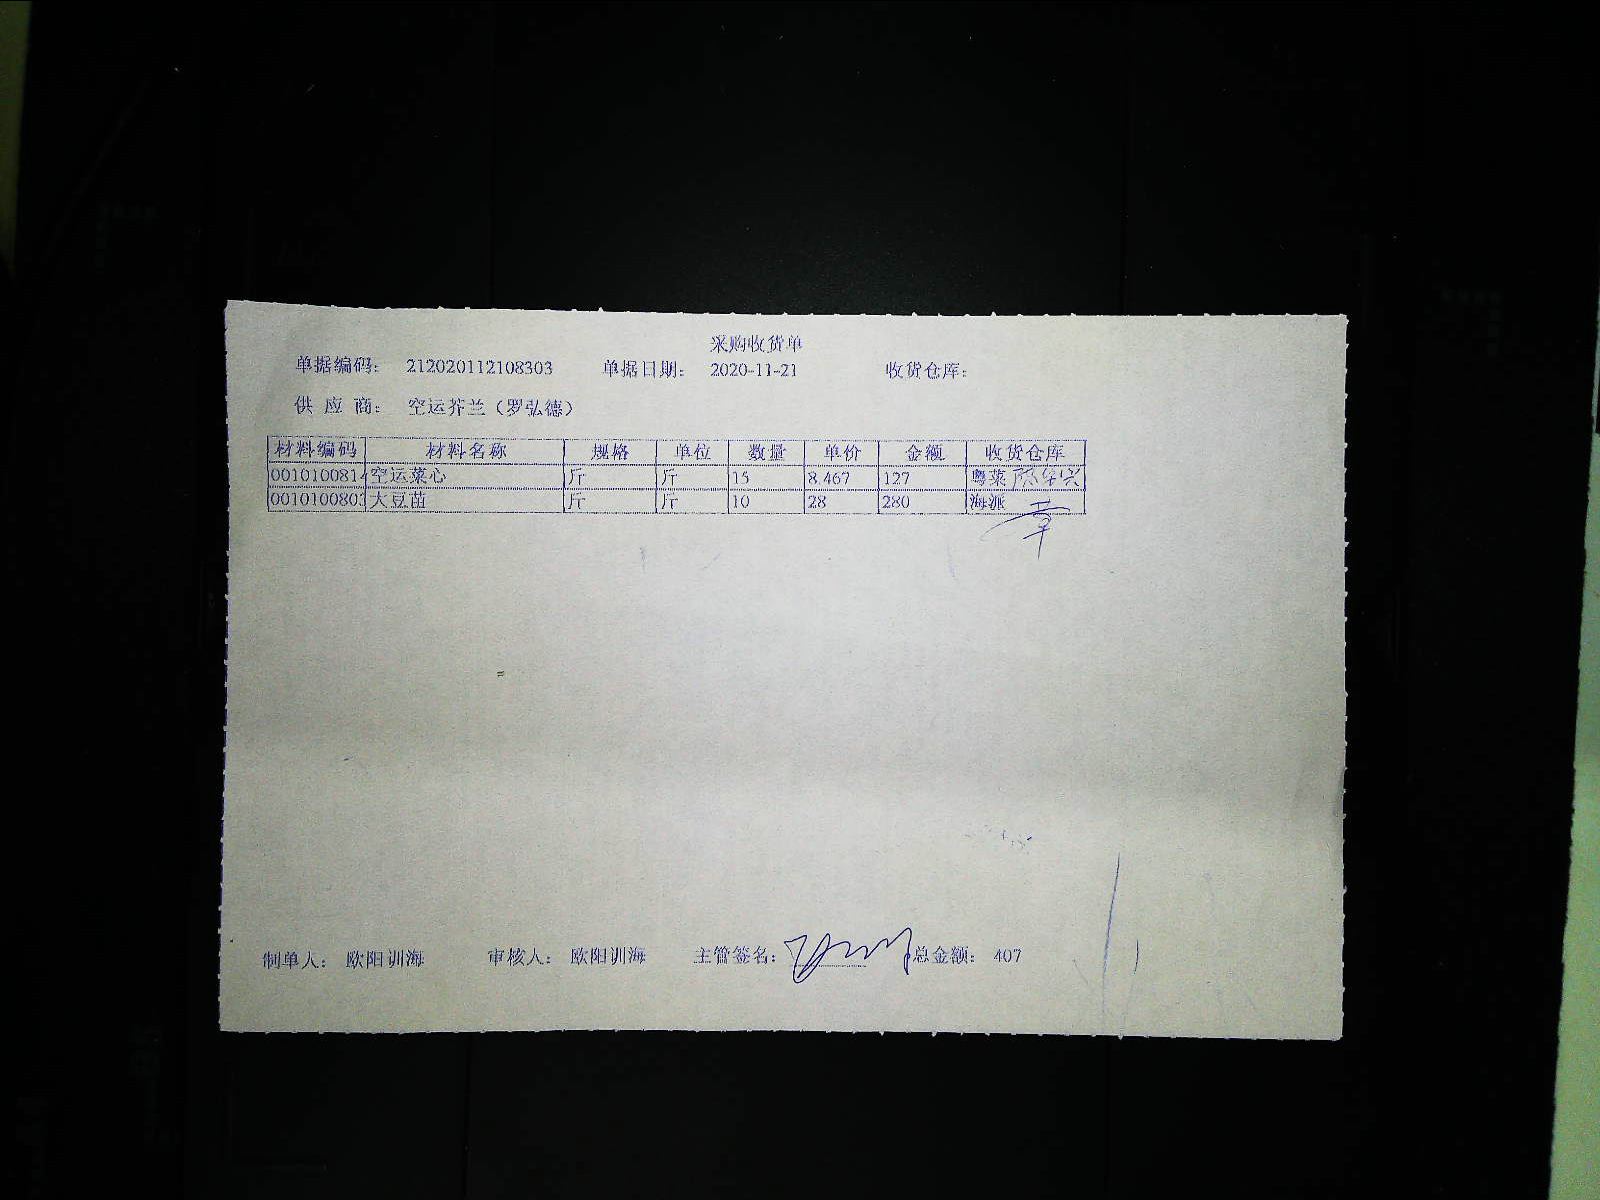 采购收货单
单据编码： 212020112108303 单据日期： 2020-11-21 收货仓库：
供 应 商： 空运芥兰（罗弘德）
材料编码 材料名称 规格 单位 数量 单价 金额 收货仓库
001010081 空运菜心 斤 斤 15 8.467 127 粤菜
001010080 大豆苗 斤 斤 10 28 280 海派
章
制单人： 欧阳训海 审核人： 欧阳训海 主管签名： 总金额： 407